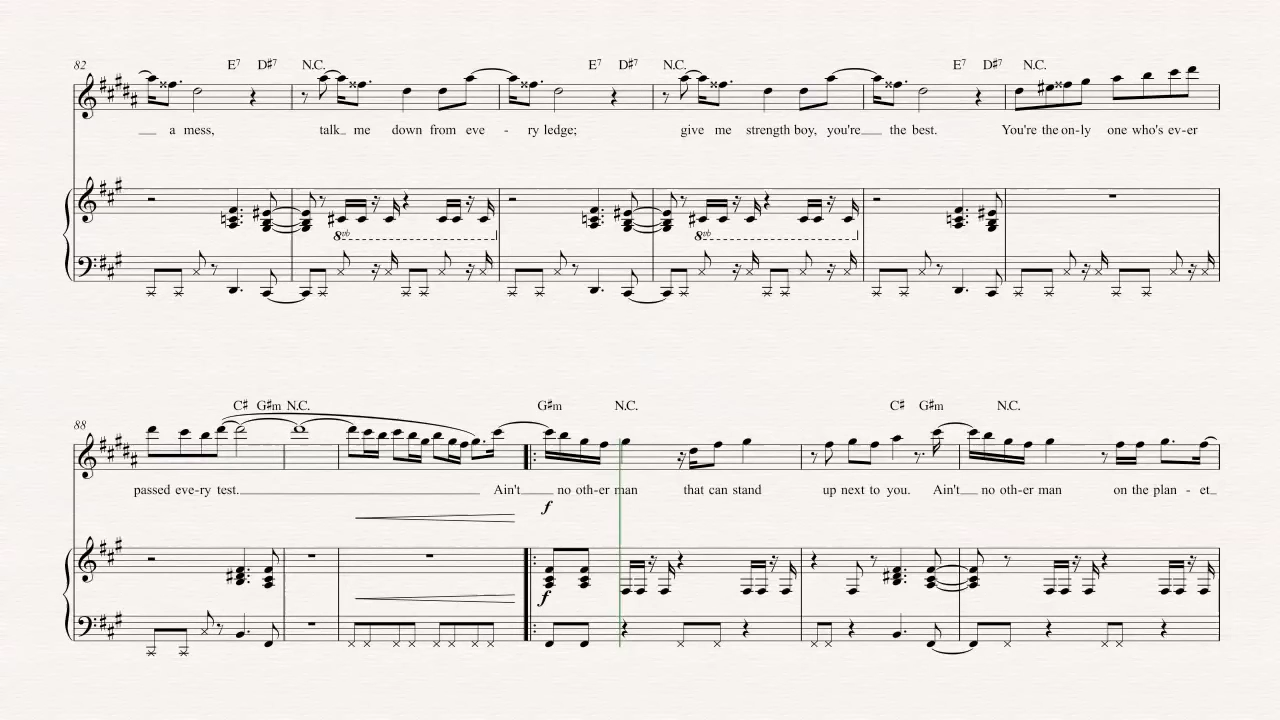 82 E7 D♯7 N.C. E7 D♯7 N.C. E7 D♯7 N.C.
a mess, talk me down from eve - ry ledge; give me strength boy, you're the best. You're the on-ly one who's ev-er
8vb 8vb
88 C♯ G♯m N.C. G♯m N.C. C♯ G♯m N.C.
passed eve-ry test. Ain't no oth-er man that can stand up next to you. Ain't no oth-er man on the plan - et
f
f